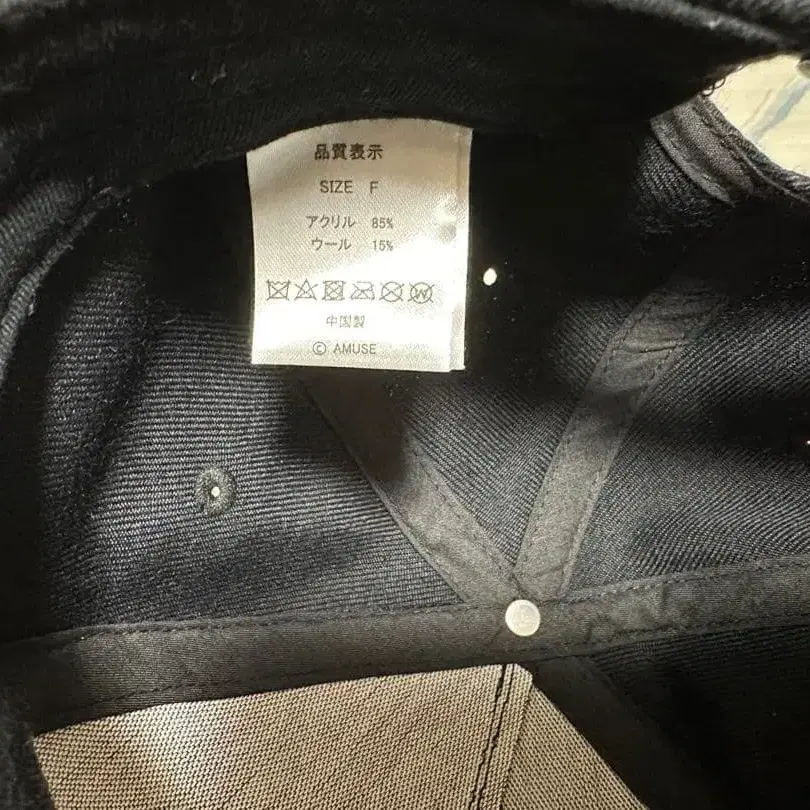 品質表示
SIZE F
アクリル 85%
ウール 15%
中国製
© AMUSE